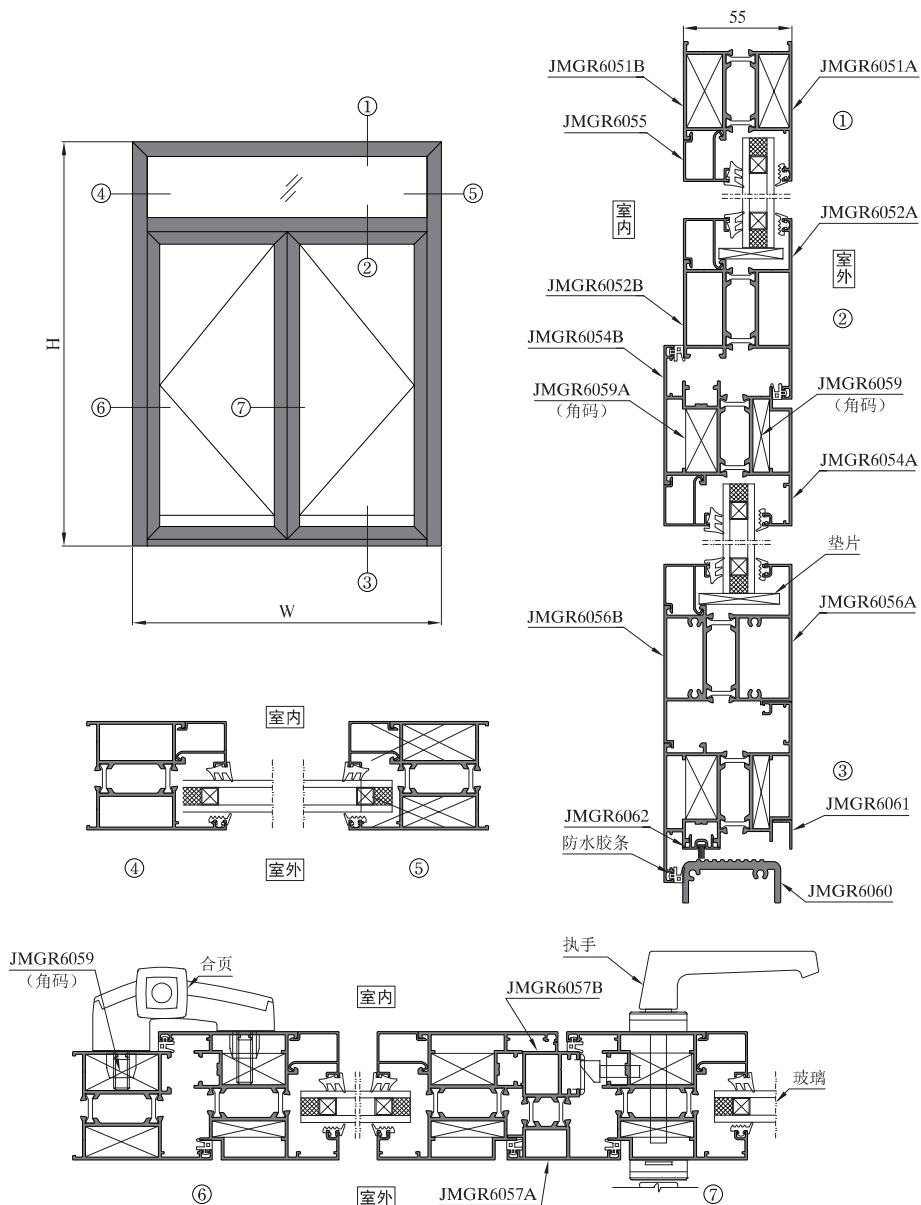 ①
④
⑤
②
⑥
⑦
③
H
W
55
JMGR6051B
JMGR6051A
①
JMGR6055
室内
JMGR6052A
室外
JMGR6052B
②
JMGR6054B
JMGR6059A
（角码）
JMGR6059
（角码）
JMGR6054A
垫片
JMGR6056B
JMGR6056A
③
JMGR6061
JMGR6062
防水胶条
JMGR6060
室内
④
室外
⑤
JMGR6059
（角码）
合页
室内
JMGR6057B
执手
玻璃
⑥
室外
JMGR6057A
⑦